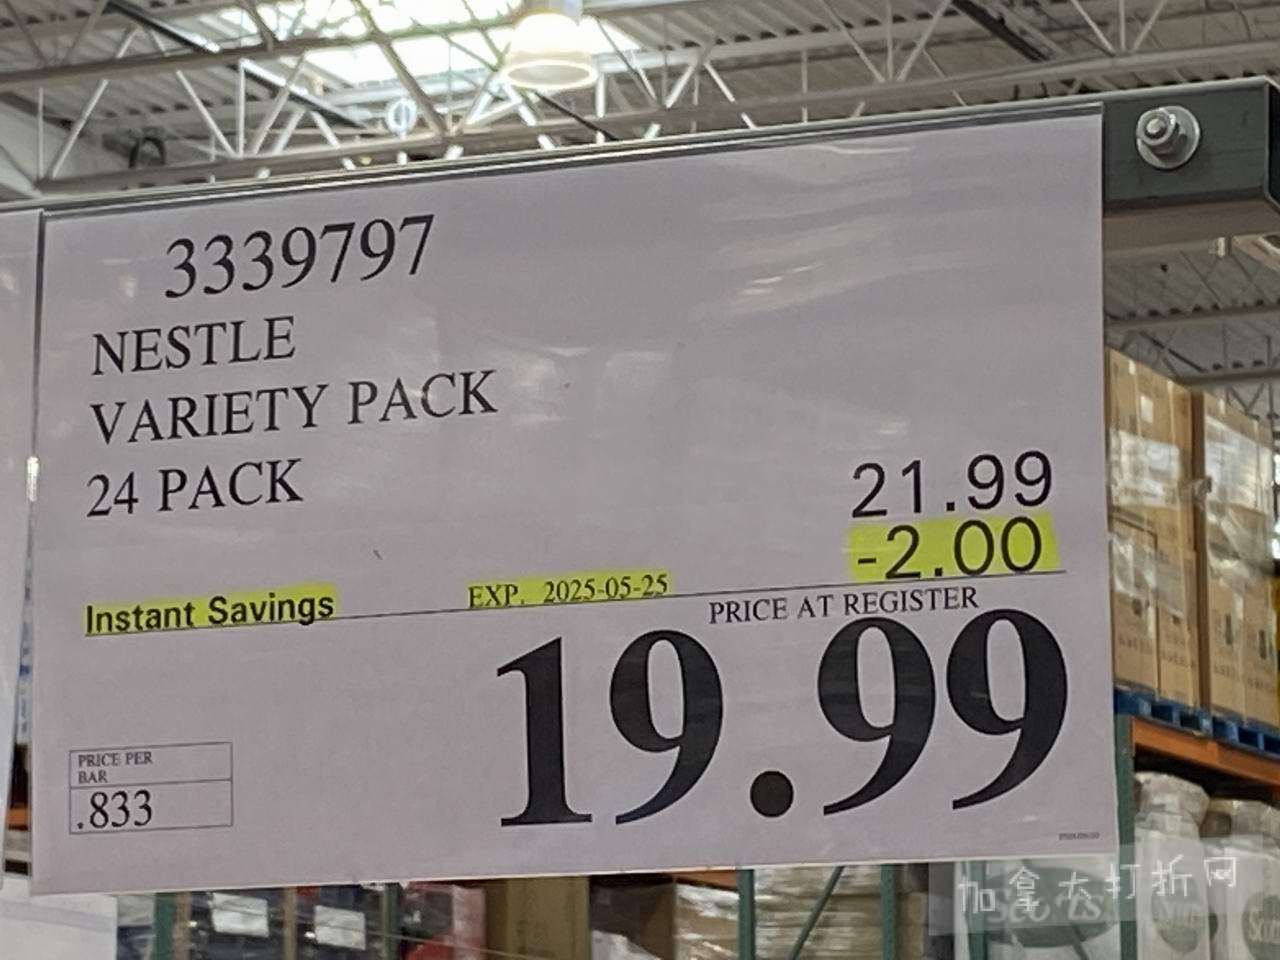 3339797
NESTLE
VARIETY PACK
24 PACK
21.99
-2.00
Instant Savings
EXP. 2025-05-25
PRICE AT REGISTER
19.99
PRICE PER
BAR
.833
加拿大打折网
Scott